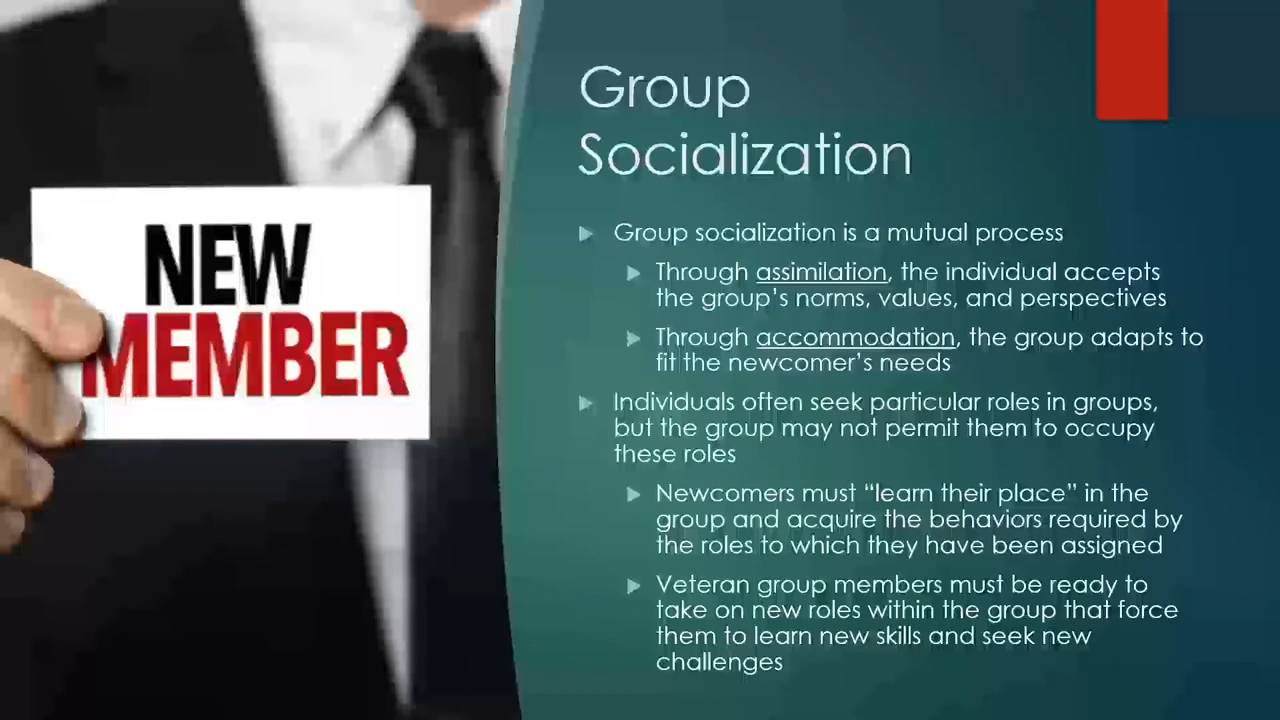 NEW
MEMBER
Group
Socialization
Group socialization is a mutual process
Through assimilation, the individual accepts
the group’s norms, values, and perspectives
Through accommodation, the group adapts to
fit the newcomer’s needs
Individuals often seek particular roles in groups,
but the group may not permit them to occupy
these roles
Newcomers must “learn their place” in the
group and acquire the behaviors required by
the roles to which they have been assigned
Veteran group members must be ready to
take on new roles within the group that force
them to learn new skills and seek new
challenges